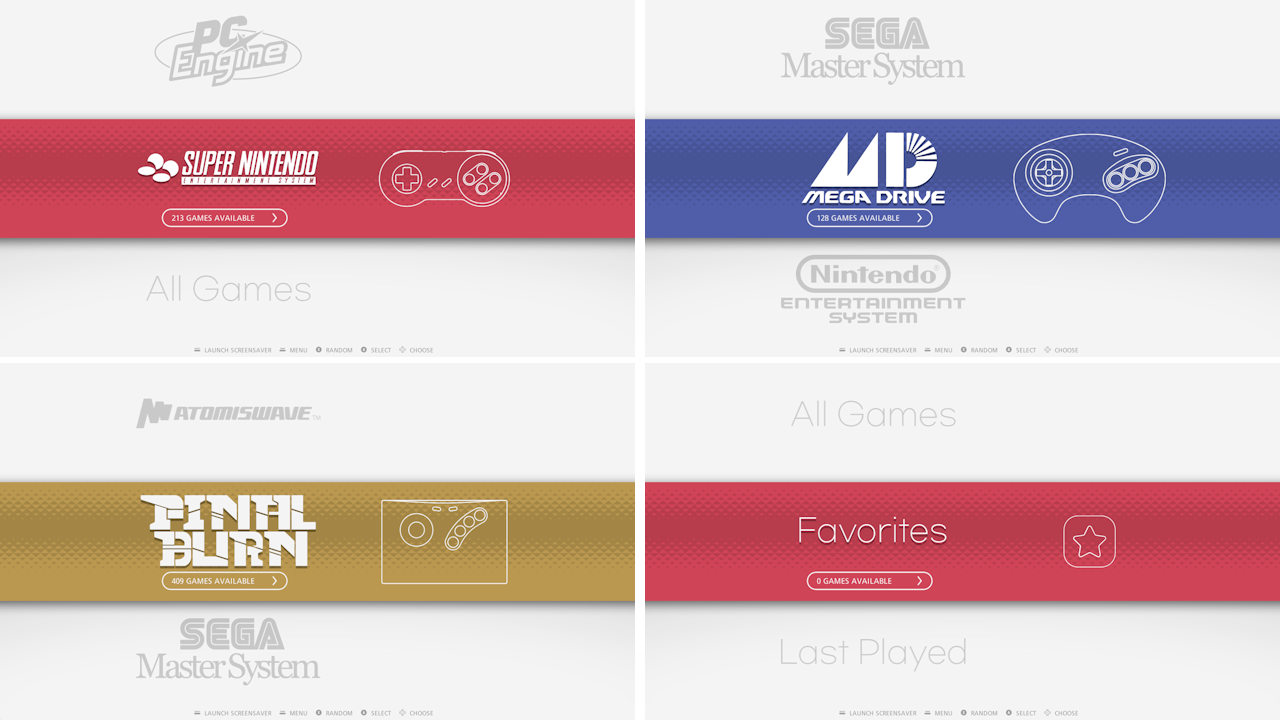 PC
Engine
SUPER NINTENDO
ENTERTAINMENT SYSTEM
213 GAMES AVAILABLE
All Games
LAUNCH SCREENSAVER MENU RANDOM SELECT CHOOSE
SEGA
Master System
MD
MEGA DRIVE
128 GAMES AVAILABLE
Nintendo®
ENTERTAINMENT
SYSTEM
LAUNCH SCREENSAVER MENU RANDOM SELECT CHOOSE
ATOMISWAVE™
FINAL
BURN
409 GAMES AVAILABLE
SEGA
Master System
LAUNCH SCREENSAVER MENU RANDOM SELECT CHOOSE
All Games
Favorites
0 GAMES AVAILABLE
Last Played
LAUNCH SCREENSAVER MENU RANDOM SELECT CHOOSE